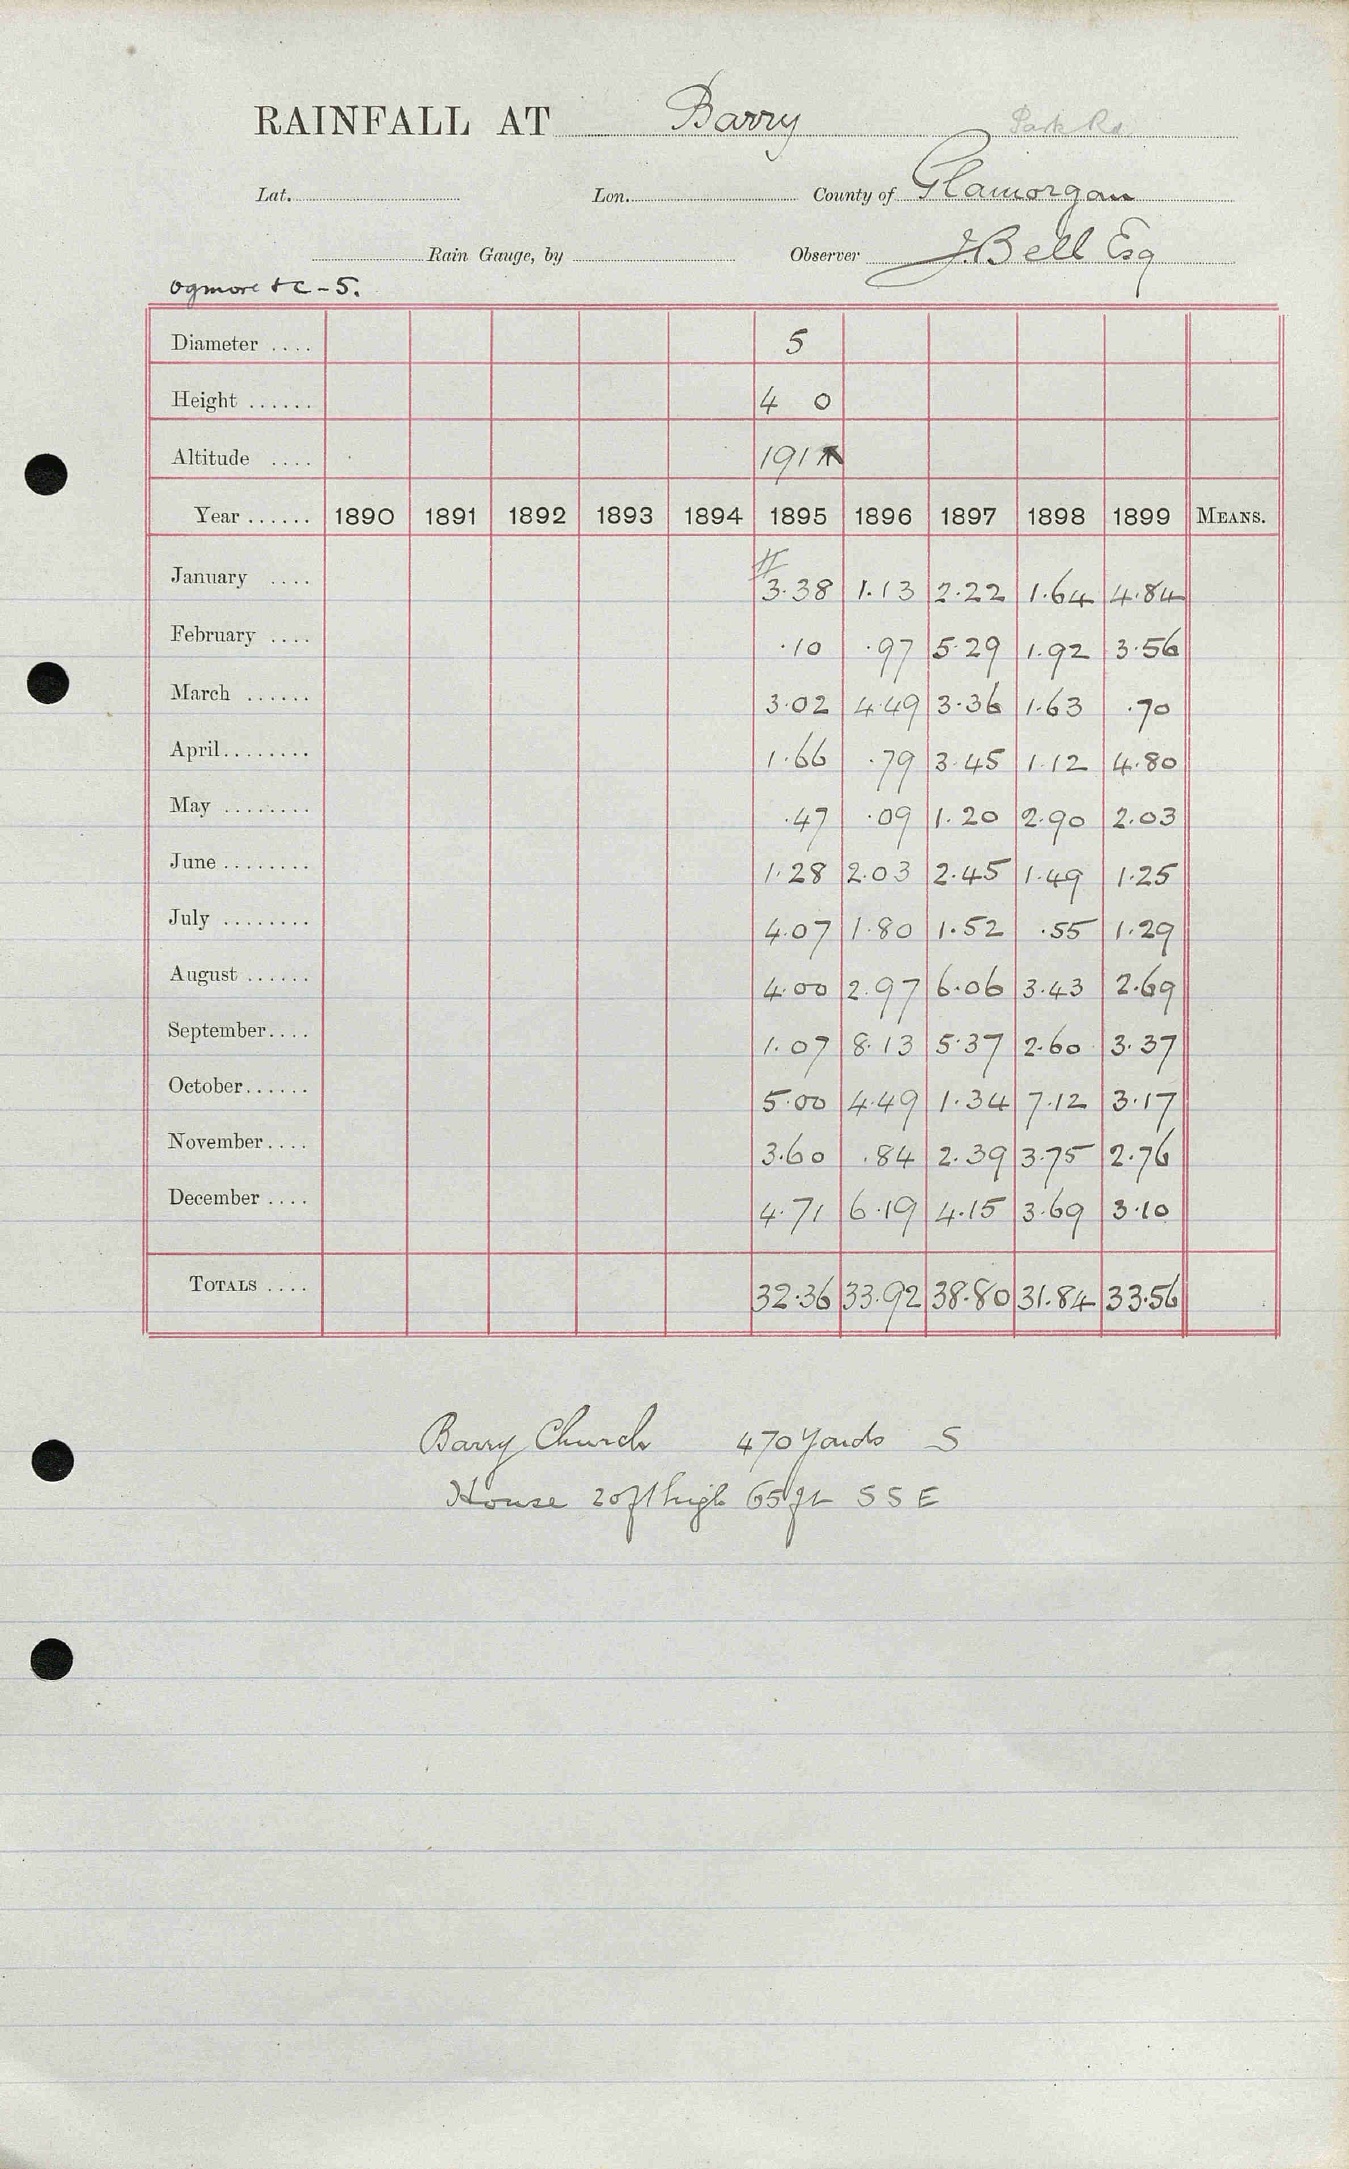 RAINFALL AT Barry Park Rd
Lat. Lon. County of Glamorgan
Rain Gauge, by Observer J. Bell Esq
Ogmore &c - 5.
Diameter .... 5
Height ...... 4 0
Altitude .... 191
Year ...... 1890 1891 1892 1893 1894 1895 1896 1897 1898 1899 MEANS.
January .... # 3.38 1.13 2.22 1.64 4.84
February .... .10 .97 5.29 1.92 3.56
March ...... 3.02 4.49 3.36 1.63 .70
April........ 1.66 .79 3.45 1.12 4.80
May ........ .47 .09 1.20 2.90 2.03
June ........ 1.28 2.03 2.45 1.49 1.25
July ........ 4.07 1.80 1.52 .55 1.29
August ...... 4.00 2.97 6.06 3.43 2.69
September.... 1.07 8.13 5.37 2.60 3.37
October...... 5.00 4.49 1.34 7.12 3.17
November.... 3.60 .84 2.39 3.75 2.76
December .... 4.71 6.19 4.15 3.69 3.10
TOTALS .... 32.36 33.92 38.80 31.84 33.56
Barry Church 470 yards S
House 20ft high 65ft SSE